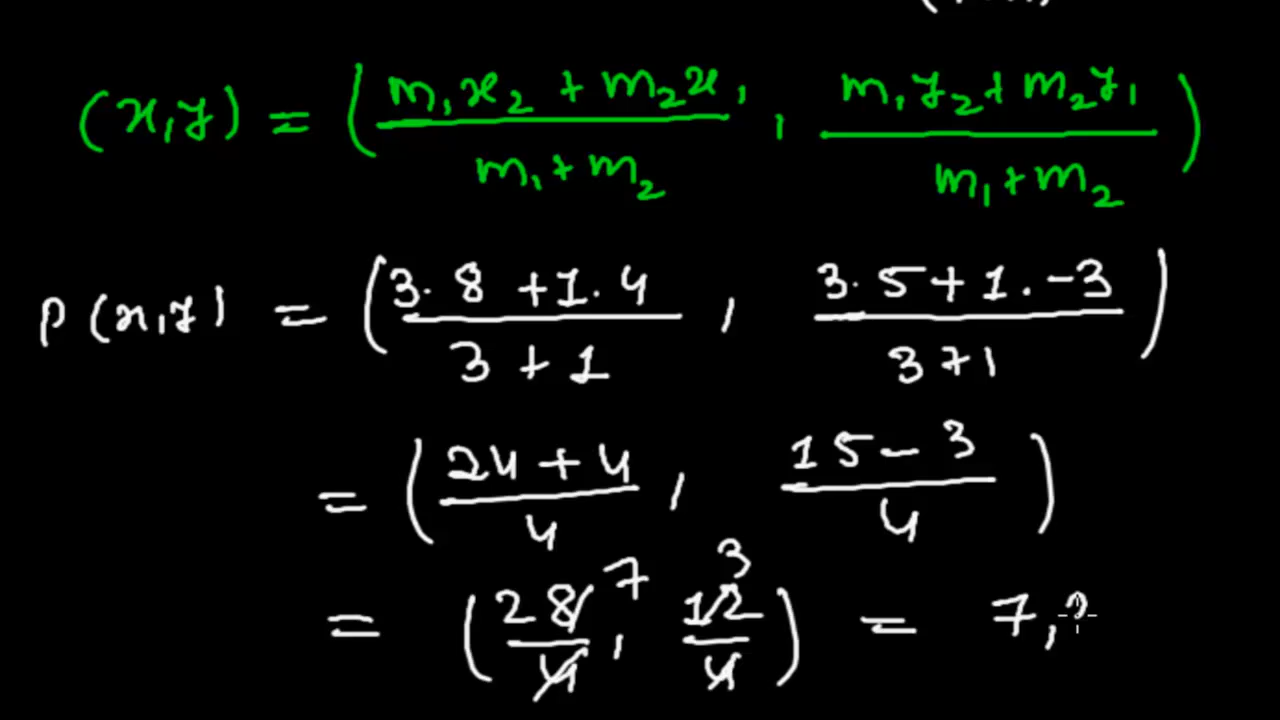 (x,y) = (m₁x₂ + m₂x₁ / m₁+m₂ , m₁y₂+m₂y₁ / m₁+m₂)
P(x,y) = (3.8+1.4 / 3+1 , 3.5+1.-3 / 3+1)
= (24+4 / 4 , 15-3 / 4)
= (28/4 7 , 12/4 3) = 7,